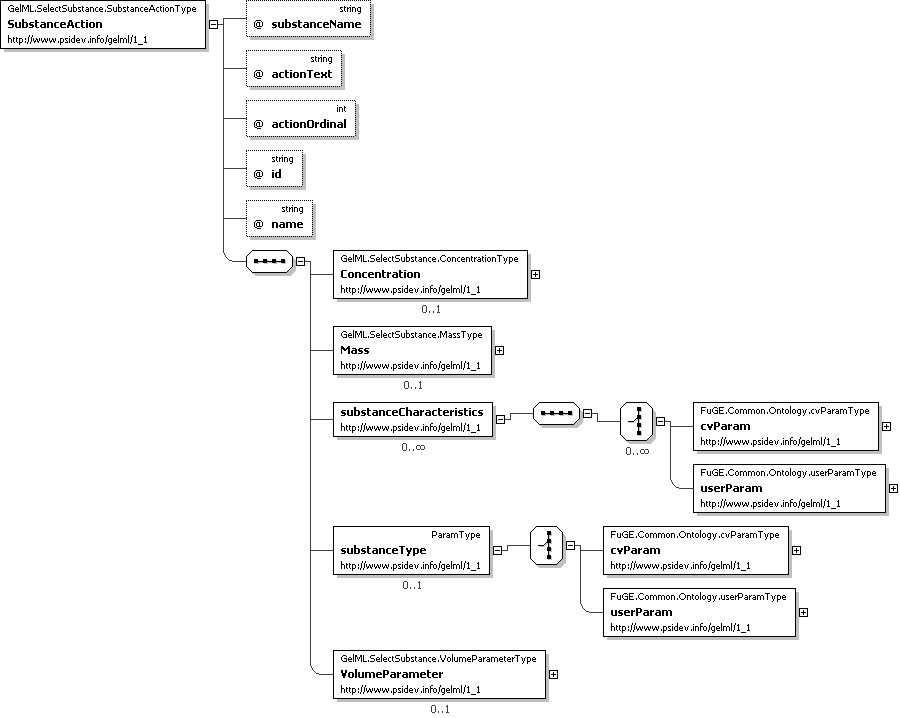 GelML.SelectSubstance.SubstanceActionType
SubstanceAction
http://www.psidev.info/gelml/1_1
string
@ substanceName
string
@ actionText
int
@ actionOrdinal
string
@ id
string
@ name
GelML.SelectSubstance.ConcentrationType
Concentration
http://www.psidev.info/gelml/1_1
0..1
GelML.SelectSubstance.MassType
Mass
http://www.psidev.info/gelml/1_1
0..1
substanceCharacteristics
http://www.psidev.info/gelml/1_1
0..∞
0..∞
FuGE.Common.Ontology.cvParamType
cvParam
http://www.psidev.info/gelml/1_1
FuGE.Common.Ontology.userParamType
userParam
http://www.psidev.info/gelml/1_1
ParamType
substanceType
http://www.psidev.info/gelml/1_1
0..1
FuGE.Common.Ontology.cvParamType
cvParam
http://www.psidev.info/gelml/1_1
FuGE.Common.Ontology.userParamType
userParam
http://www.psidev.info/gelml/1_1
GelML.SelectSubstance.VolumeParameterType
VolumeParameter
http://www.psidev.info/gelml/1_1
0..1